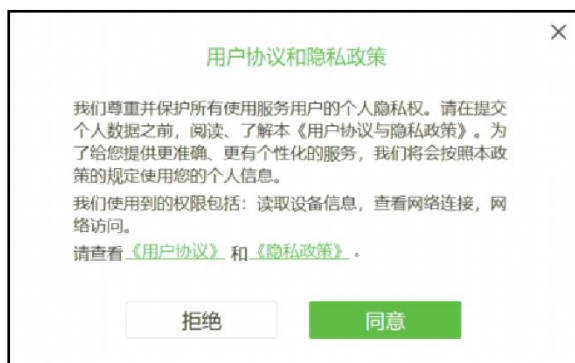 用户协议和隐私政策
我们尊重并保护所有使用服务用户的个人隐私权。请在提交
个人数据之前，阅读、了解本《用户协议与隐私政策》。为
了给您提供更准确、更有个性化的服务，我们将会按照本政
策的规定使用您的个人信息。
我们使用到的权限包括：读取设备信息，查看网络连接，网
络访问。
请查看《用户协议》和《隐私政策》。
拒绝 同意